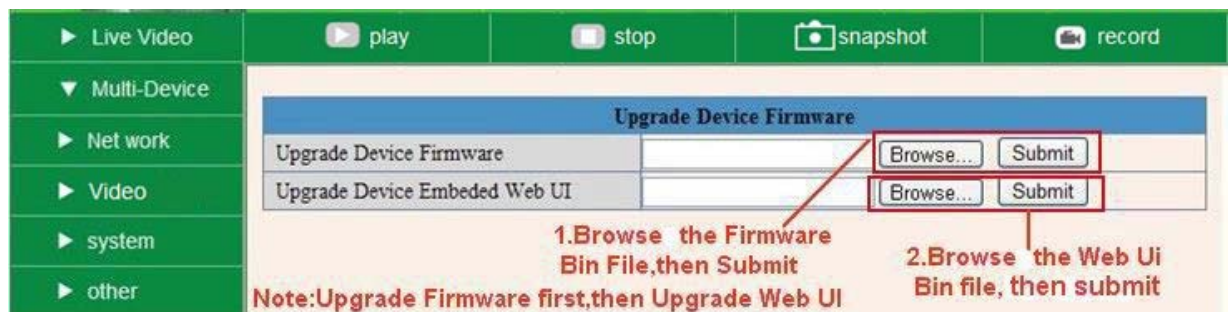 Live Video
play
stop
snapshot
record
Multi-Device
Net work
Video
system
other
Upgrade Device Firmware
Upgrade Device Firmware
Browse...
Submit
Upgrade Device Embeded Web UI
Browse...
Submit
1.Browse the Firmware
Bin File,then Submit
2.Browse the Web Ui
Bin file, then submit
Note:Upgrade Firmware first,then Upgrade Web UI